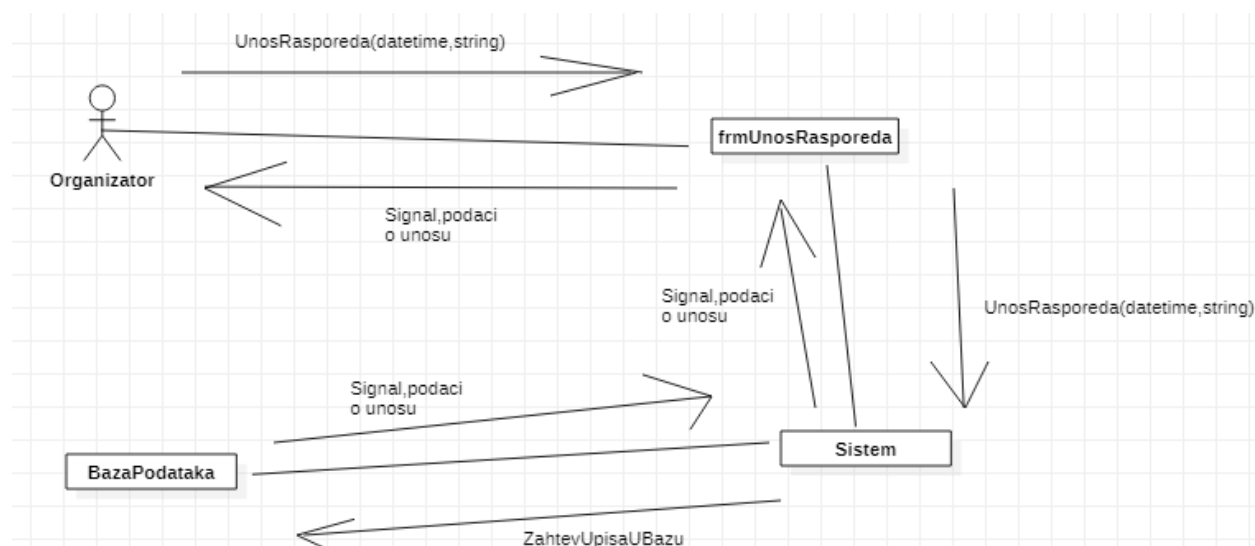 UnosRasporeda(datetime,string)
frmUnosRasporeda
Organizator
Signal,podaci
o unosu
Signal,podaci
o unosu
UnosRasporeda(datetime,string)
Signal,podaci
o unosu
Sistem
BazaPodataka
ZahtevUpisaUBazu